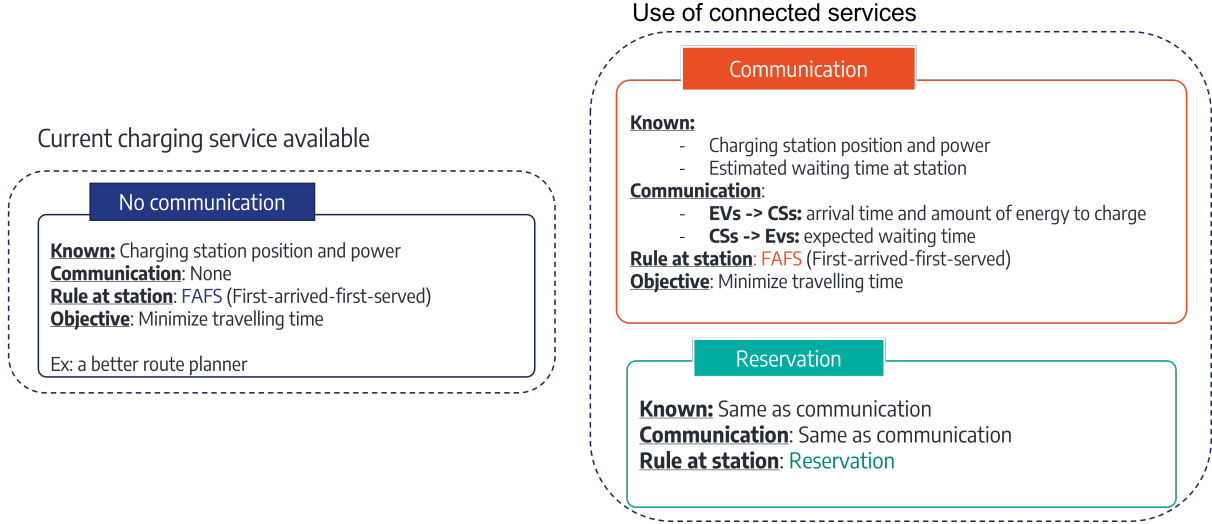 Current charging service available
No communication
Known: Charging station position and power
Communication: None
Rule at station: FAFS (First-arrived-first-served)
Objective: Minimize travelling time
Ex: a better route planner
Use of connected services
Communication
Known:
- Charging station position and power
- Estimated waiting time at station
Communication:
- EVs -> CSs: arrival time and amount of energy to charge
- CSs -> Evs: expected waiting time
Rule at station: FAFS (First-arrived-first-served)
Objective: Minimize travelling time
Reservation
Known: Same as communication
Communication: Same as communication
Rule at station: Reservation